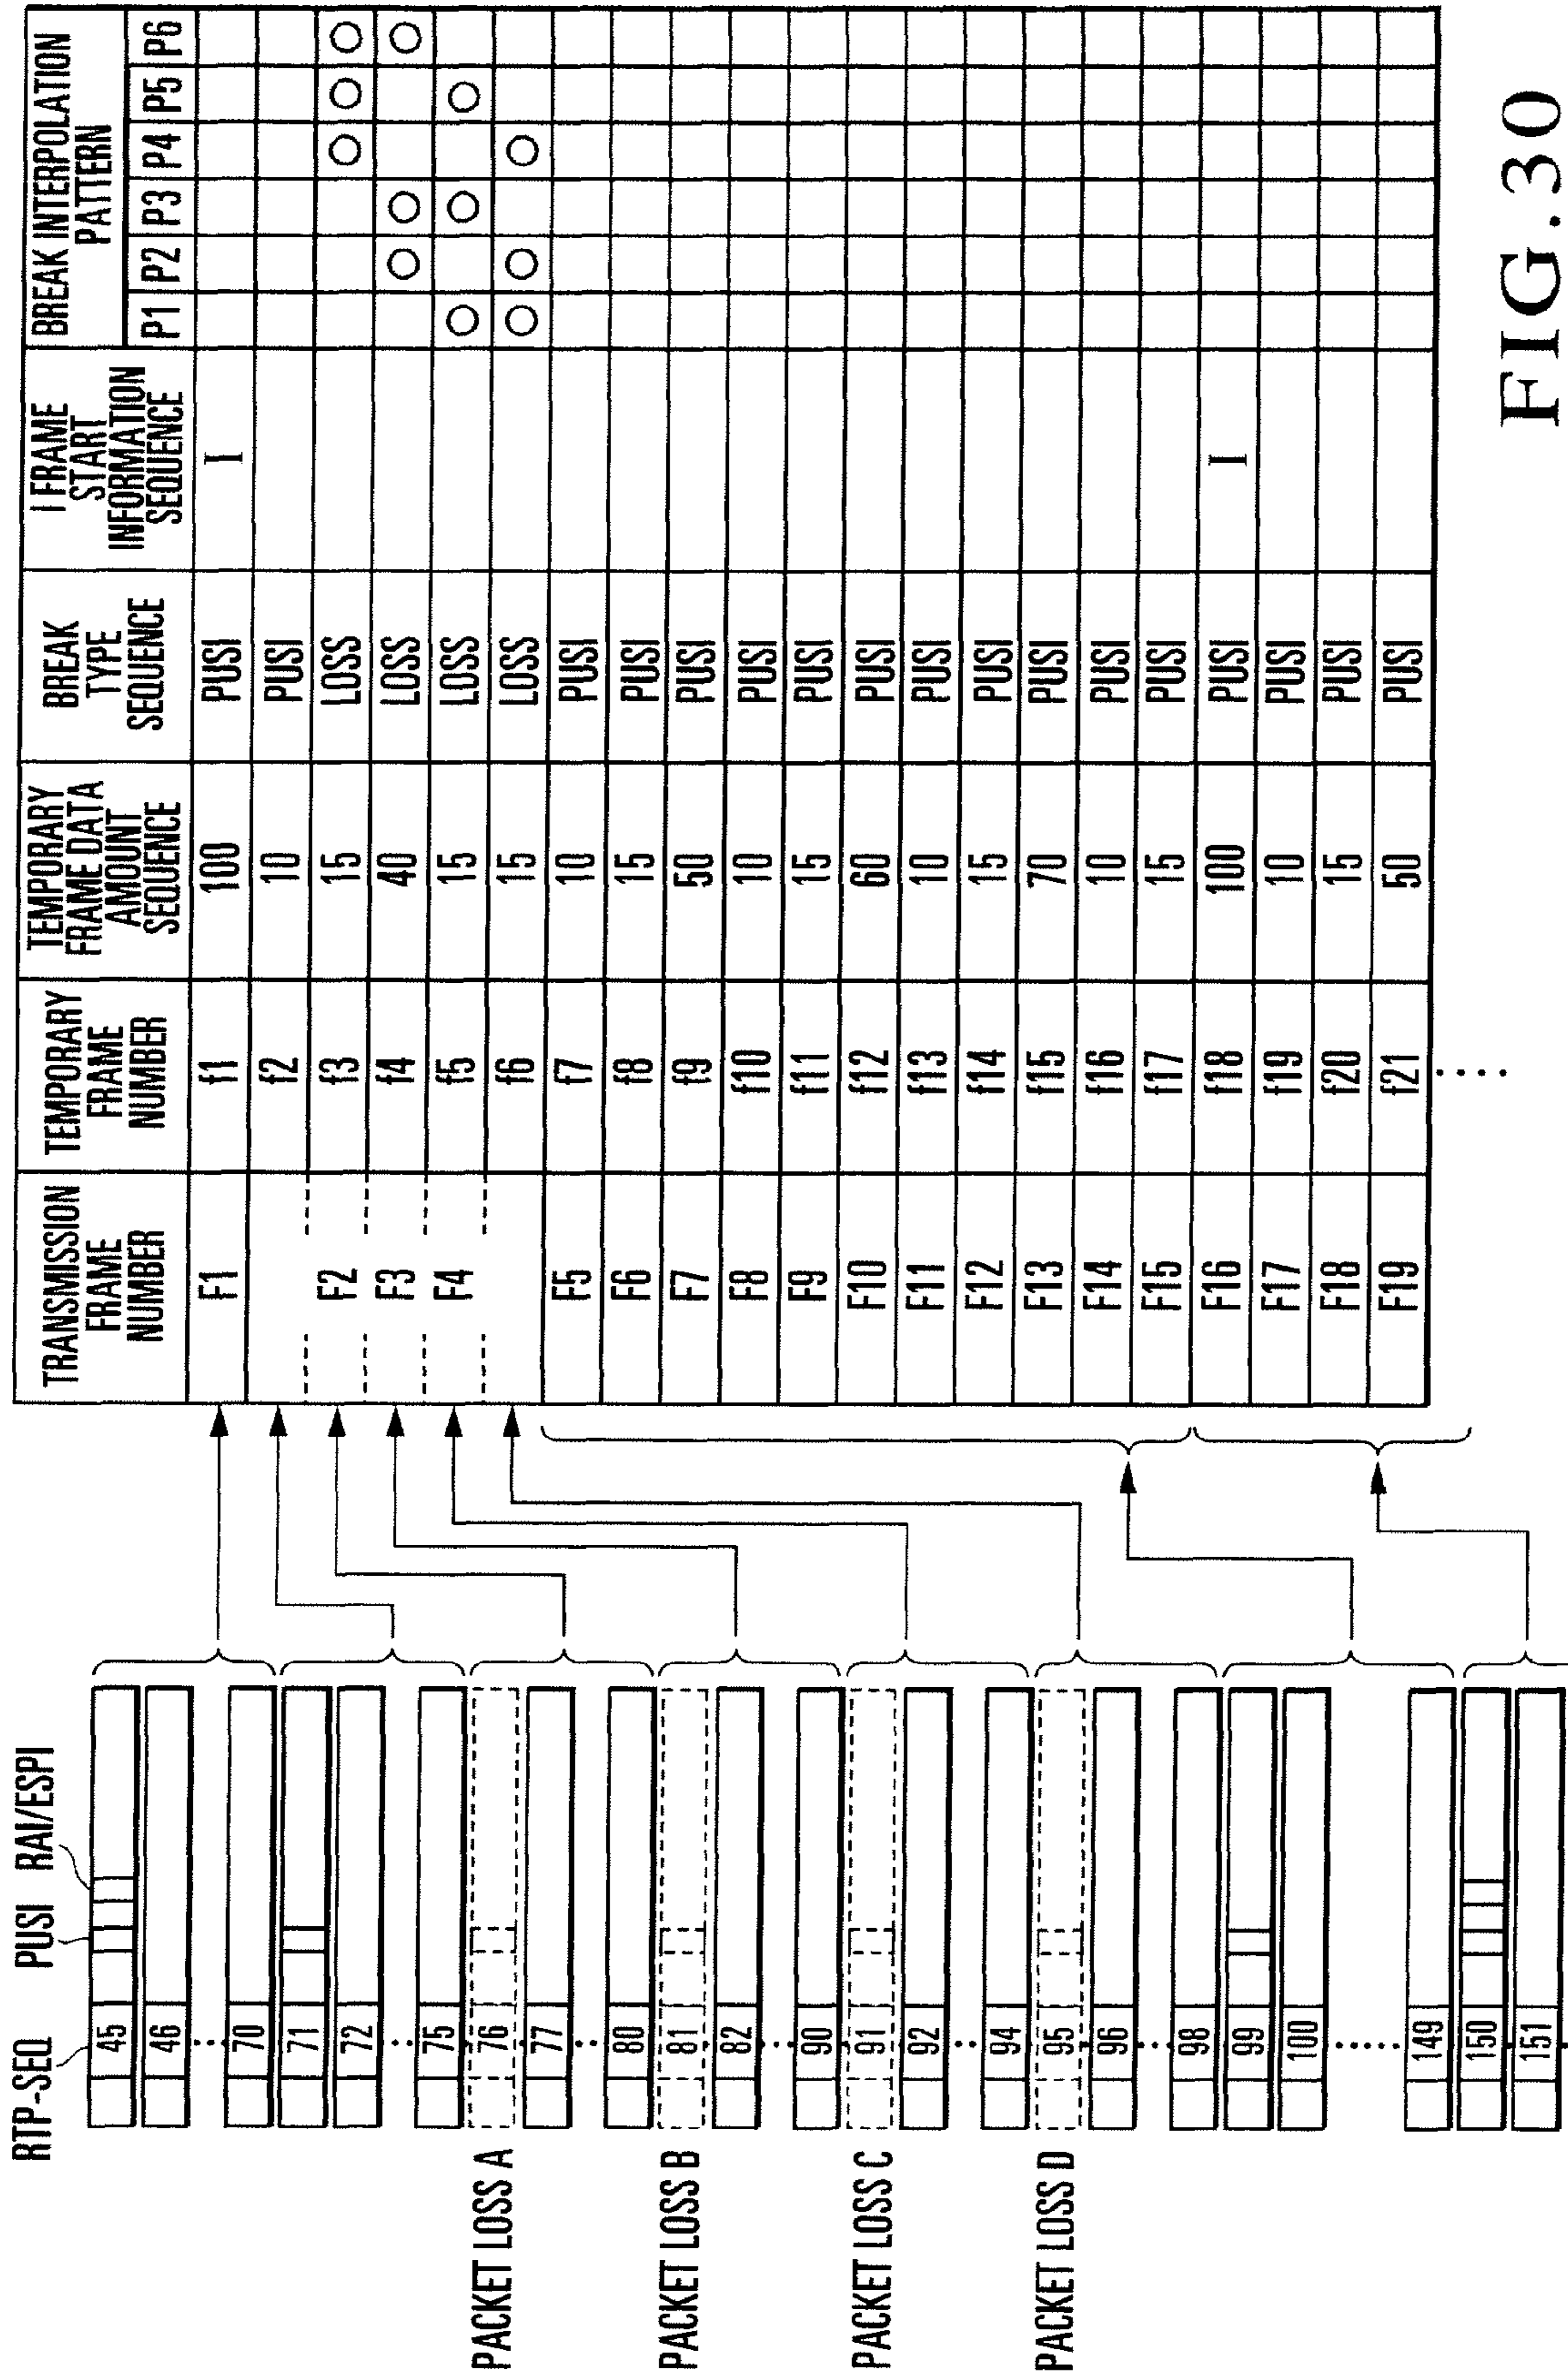 RTP-SEQ PUSI RAI/ESPI
45
46
70
71
72
75
PACKET LOSS A 76
77
80
PACKET LOSS B 81
82
90
PACKET LOSS C 91
92
94
PACKET LOSS D 95
96
98
99
100
149
150
151
TRANSMISSION FRAME NUMBER
TEMPORARY FRAME NUMBER
TEMPORARY FRAME DATA AMOUNT SEQUENCE
BREAK TYPE SEQUENCE
I FRAME START INFORMATION SEQUENCE
BREAK INTERPOLATION PATTERN
P1 P2 P3 P4 P5 P6
F1 f1 100 PUSI I
f2 10 PUSI
F2 f3 15 LOSS ○ ○ ○
F3 f4 40 LOSS ○ ○ ○
F4 f5 15 LOSS ○ ○ ○
f6 15 LOSS ○ ○ ○
F5 f7 10 PUSI
F6 f8 15 PUSI
F7 f9 50 PUSI
F8 f10 10 PUSI
F9 f11 15 PUSI
F10 f12 60 PUSI
F11 f13 10 PUSI
F12 f14 15 PUSI
F13 f15 70 PUSI
F14 f16 10 PUSI
F15 f17 15 PUSI
F16 f18 100 PUSI I
F17 f19 10 PUSI
F18 f20 15 PUSI
F19 f21 50 PUSI
FIG.30